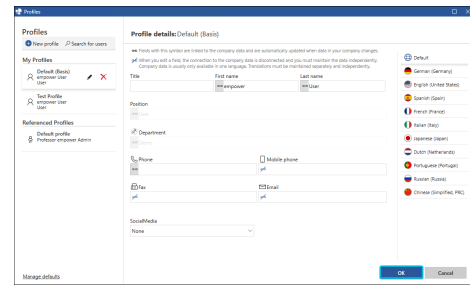 Profiles
Profiles
New profile
Search for users
My Profiles
Default (Basis)
empower User
User
Test Profile
empower User
User
Referenced Profiles
Default profile
Professor empower Admin
Manage defaults
Profile details: Default (Basis)
Fields with this symbol are linked to the company data and are automatically updated when data in your company changes.
When you edit a field, the connection to the company data is disconnected and you must maintain the data independently.
Company data is usually only available in one language. Translations must be maintained separately and independently.
Title
First name
Last name
empower
User
Position
User
Department
Phone
Mobile phone
Fax
Email
SocialMedia
None
Default
German (Germany)
English (United States)
Spanish (Spain)
French (France)
Italian (Italy)
Japanese (Japan)
Dutch (Netherlands)
Portuguese (Portugal)
Russian (Russia)
Chinese (Simplified, PRC)
OK
Cancel